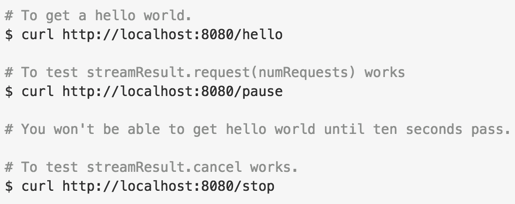 # To get a hello world.
$ curl http://localhost:8080/hello
# To test streamResult.request(numRequests) works
$ curl http://localhost:8080/pause
# You won't be able to get hello world until ten seconds pass.
# To test streamResult.cancel works.
$ curl http://localhost:8080/stop